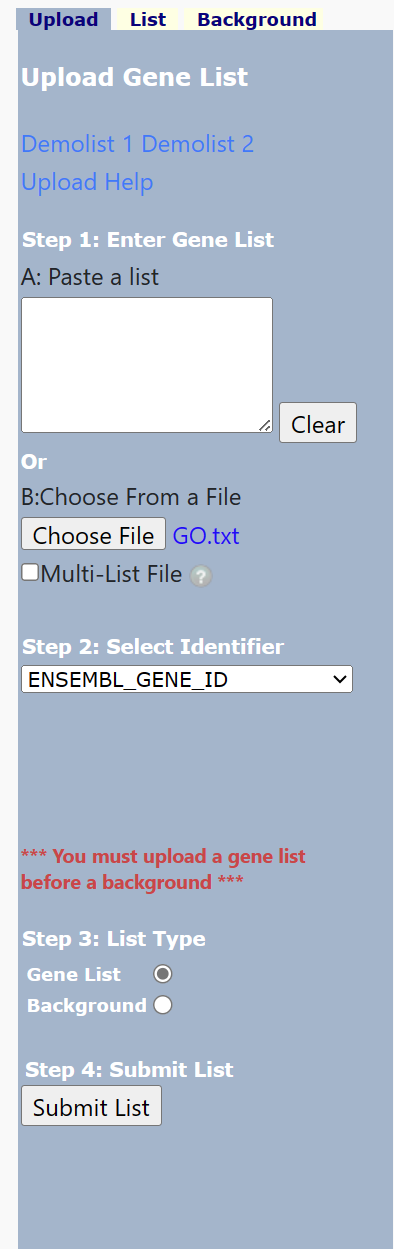 Upload List Background
Upload Gene List
Demolist 1 Demolist 2
Upload Help
Step 1: Enter Gene List
A: Paste a list
Clear
Or
B:Choose From a File
Choose File GO.txt
Multi-List File ?
Step 2: Select Identifier
ENSEMBL_GENE_ID
*** You must upload a gene list
before a background ***
Step 3: List Type
Gene List
Background
Step 4: Submit List
Submit List